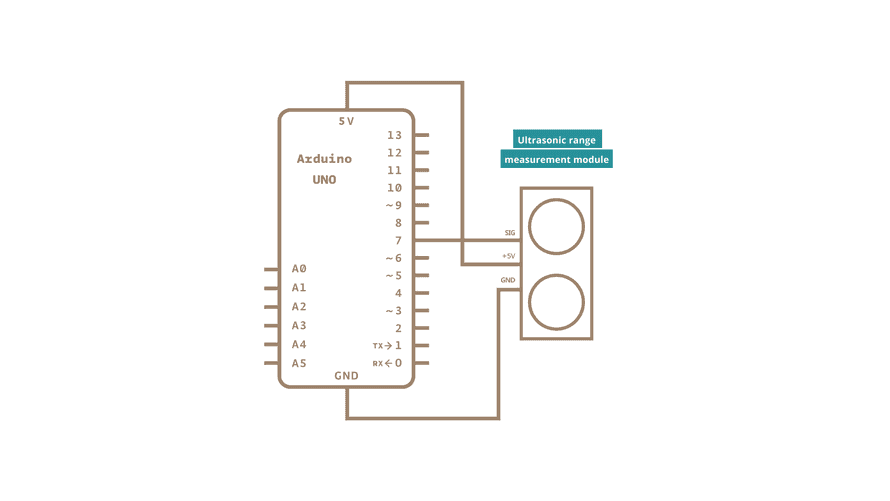 5V
Arduino
UNO
13
12
11
10
~9
8
7
~6
~5
4
~3
2
TX→1
RX←0
A0
A1
A2
A3
A4
A5
GND
Ultrasonic range
measurement module
SIG
+5V
GND